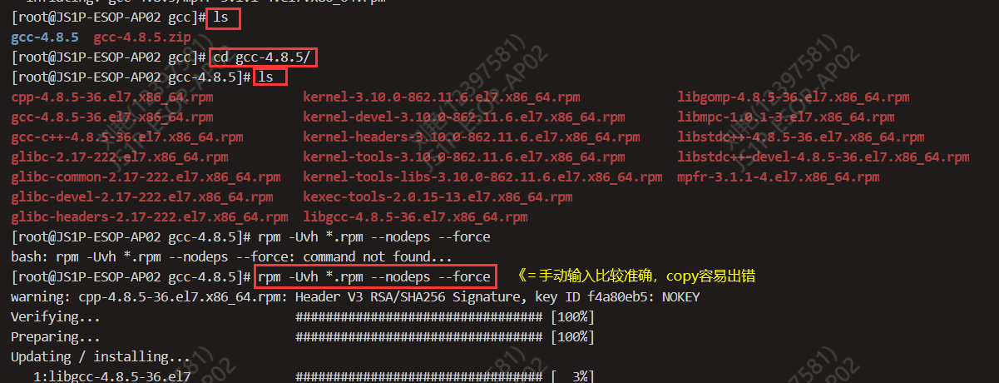 [root@JS1P-ESOP-AP02 gcc]# ls
gcc-4.8.5  gcc-4.8.5.zip
[root@JS1P-ESOP-AP02 gcc]# cd gcc-4.8.5/
[root@JS1P-ESOP-AP02 gcc-4.8.5]# ls
cpp-4.8.5-36.el7.x86_64.rpm  kernel-3.10.0-862.11.6.el7.x86_64.rpm  libgomp-4.8.5-36.el7.x86_64.rpm
gcc-4.8.5-36.el7.x86_64.rpm  kernel-devel-3.10.0-862.11.6.el7.x86_64.rpm  libmpc-1.0.1-3.el7.x86_64.rpm
gcc-c++-4.8.5-36.el7.x86_64.rpm  kernel-headers-3.10.0-862.11.6.el7.x86_64.rpm  libstdc++-4.8.5-36.el7.x86_64.rpm
glibc-2.17-222.el7.x86_64.rpm  kernel-tools-3.10.0-862.11.6.el7.x86_64.rpm  libstdc++-devel-4.8.5-36.el7.x86_64.rpm
glibc-common-2.17-222.el7.x86_64.rpm  kernel-tools-libs-3.10.0-862.11.6.el7.x86_64.rpm  mpfr-3.1.1-4.el7.x86_64.rpm
glibc-devel-2.17-222.el7.x86_64.rpm  kexec-tools-2.0.15-13.el7.x86_64.rpm
glibc-headers-2.17-222.el7.x86_64.rpm  libgcc-4.8.5-36.el7.x86_64.rpm
[root@JS1P-ESOP-AP02 gcc-4.8.5]# rpm -Uvh *.rpm --nodeps --force
bash: rpm -Uvh *.rpm --nodeps --force: command not found...
[root@JS1P-ESOP-AP02 gcc-4.8.5]# rpm -Uvh *.rpm --nodeps --force 《=手动输入比较准确，copy容易出错
warning: cpp-4.8.5-36.el7.x86_64.rpm: Header V3 RSA/SHA256 Signature, key ID f4a80eb5: NOKEY
Verifying... ################################# [100%]
Preparing... ################################# [100%]
Updating / installing...
1:libgcc-4.8.5-36.el7 ################################# [  3%]